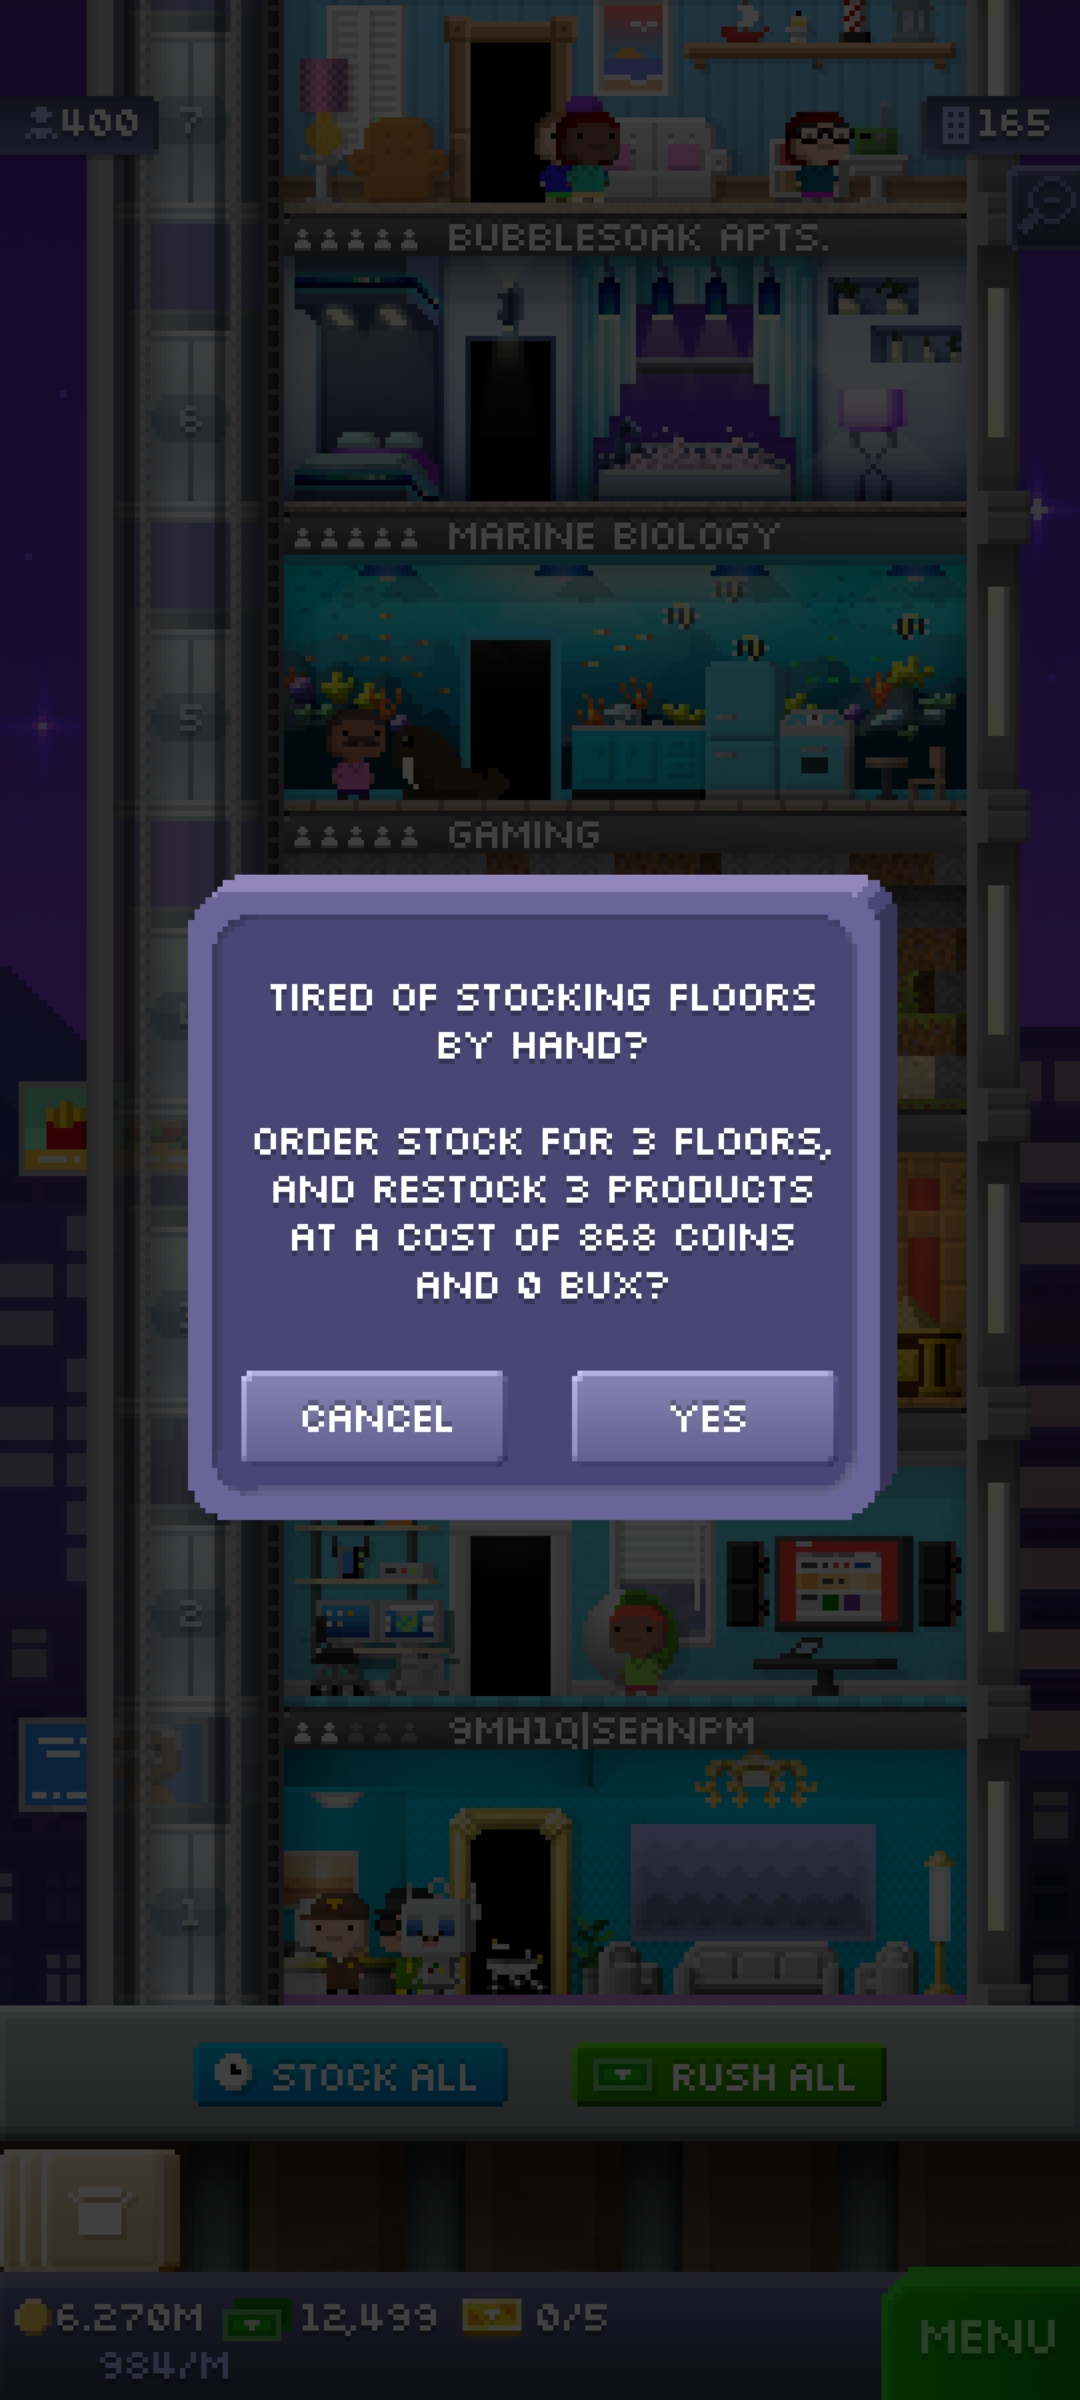 400
7
165
BUBBLESOAK APTS.
6
MARINE BIOLOGY
5
GAMING
TIRED OF STOCKING FLOORS
BY HAND?
ORDER STOCK FOR 3 FLOORS,
AND RESTOCK 3 PRODUCTS
AT A COST OF 868 COINS
AND 0 BUX?
CANCEL
YES
2
9MH1Q|SEANPM
1
STOCK ALL
RUSH ALL
6.270M
12,499
0/5
984/M
MENU